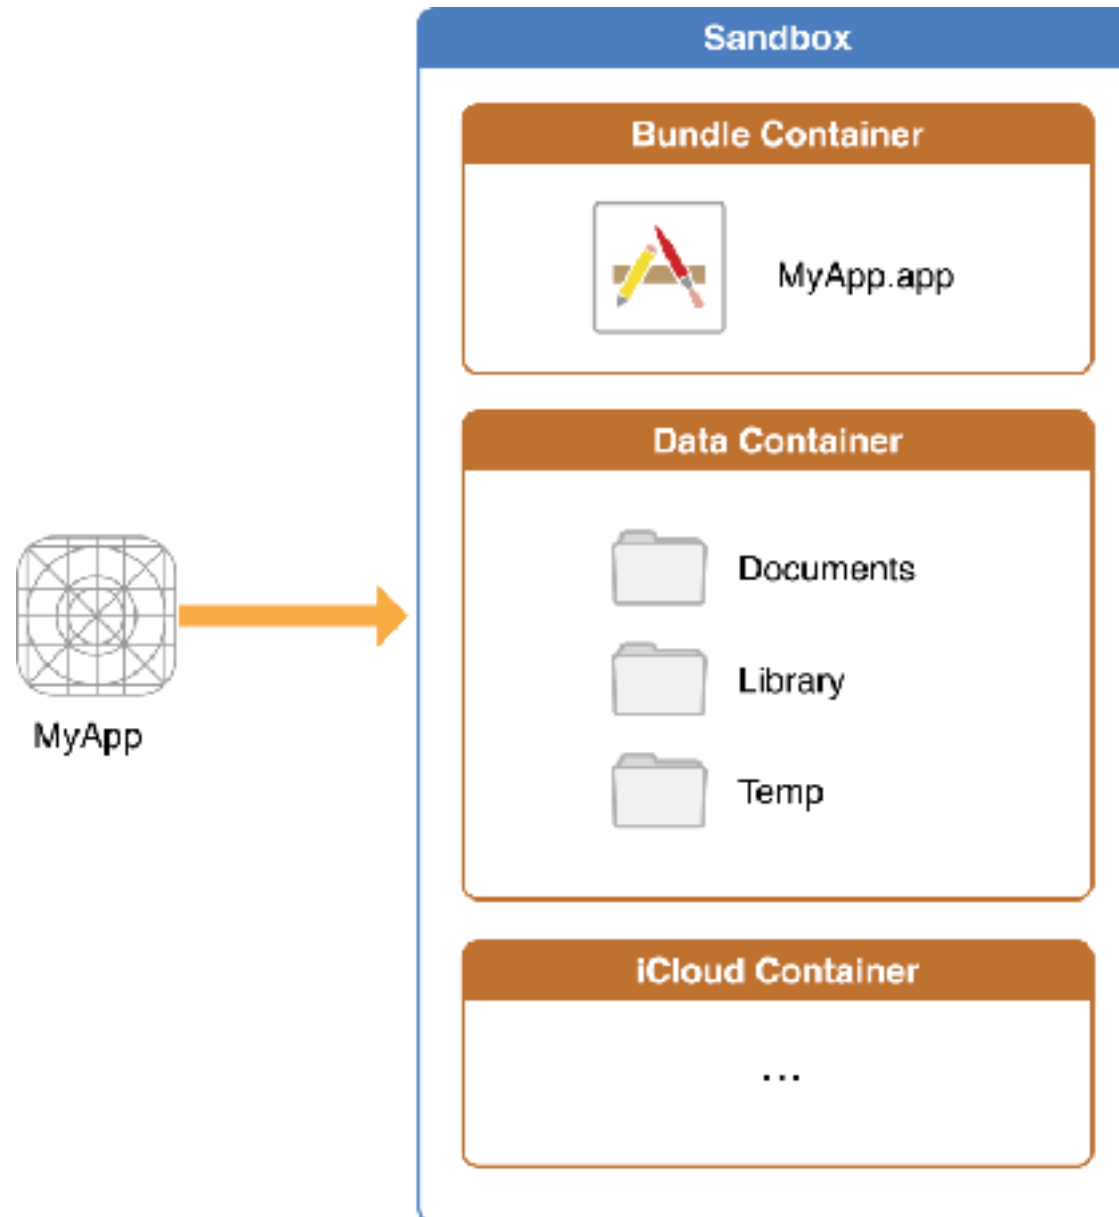 Sandbox
Bundle Container
MyApp.app
Data Container
Documents
Library
Temp
MyApp
iCloud Container
...